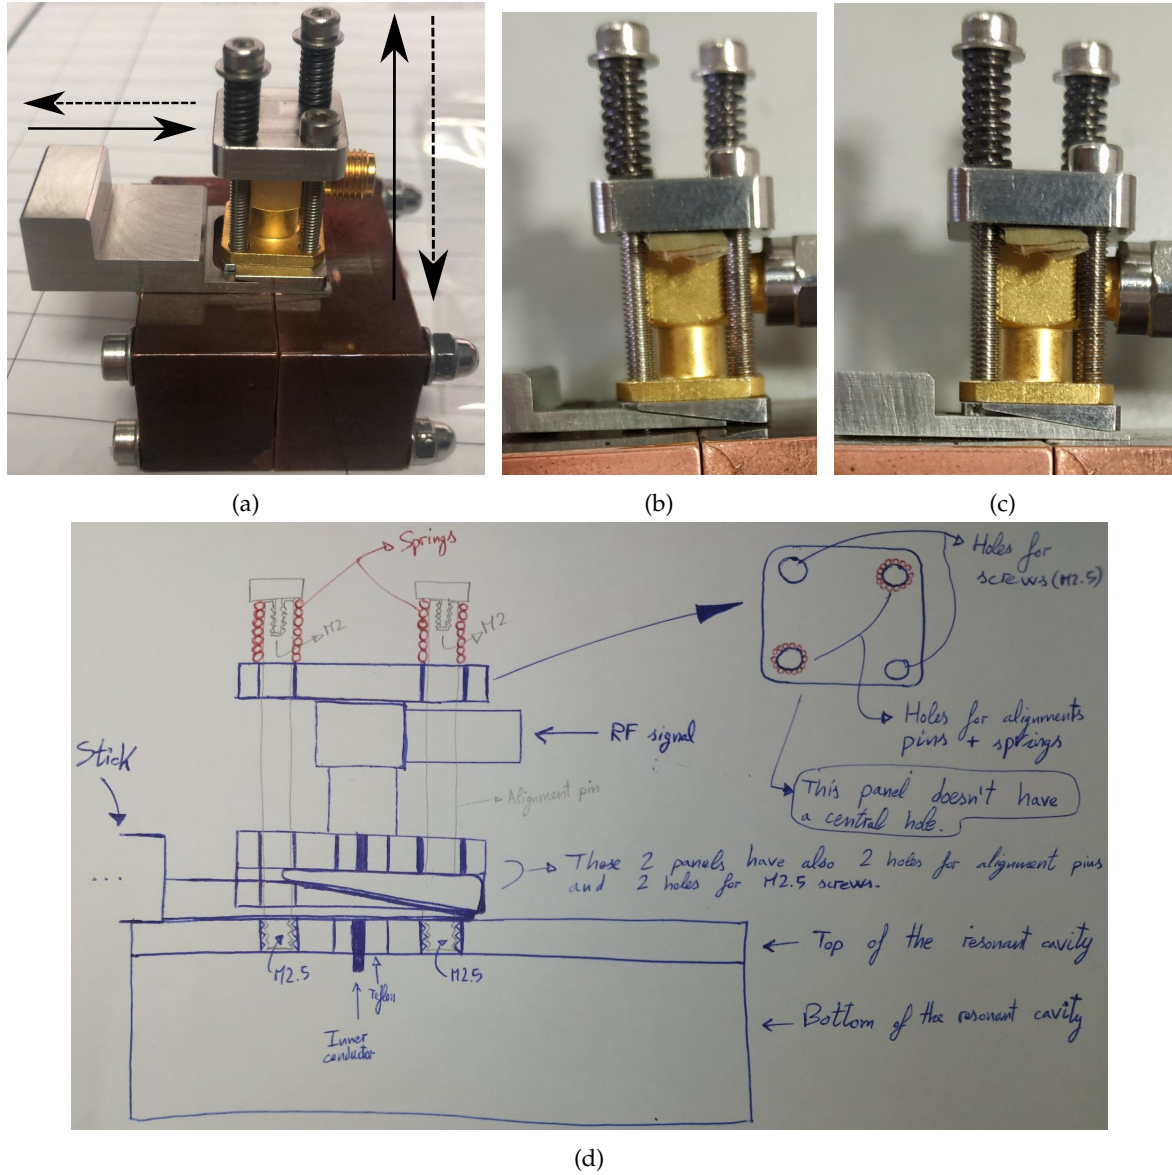 (a)
(b)
(c)
Springs
M2
M2
Holes for
screws (M2.5)
RF signal
Holes for alignments
pins + springs
Stick
Alignment pin
This panel doesn't have
a central hole.
...
These 2 panels have also 2 holes for alignment pins
and 2 holes for M2.5 screws.
M2.5
M2.5
Teflon
Top of the resonant cavity
Inner
conductor
Bottom of the resonant cavity
(d)